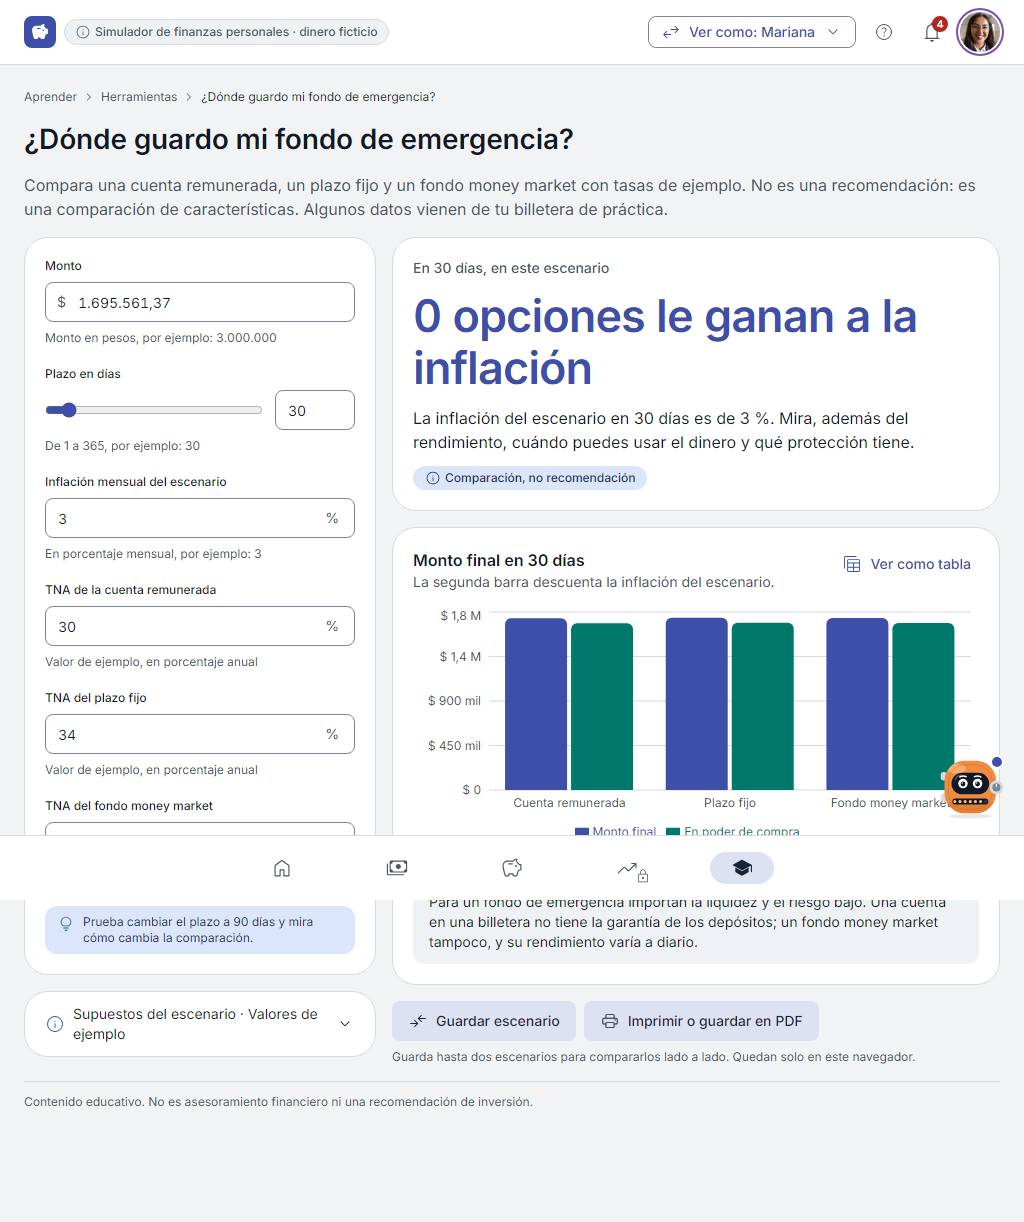 Simulador de finanzas personales · dinero ficticio
Ver como: Mariana
4
Aprender > Herramientas > ¿Dónde guardo mi fondo de emergencia?
¿Dónde guardo mi fondo de emergencia?
Compara una cuenta remunerada, un plazo fijo y un fondo money market con tasas de ejemplo. No es una recomendación: es
una comparación de características. Algunos datos vienen de tu billetera de práctica.
Monto
$ 1.695.561,37
Monto en pesos, por ejemplo: 3.000.000
Plazo en días
30
De 1 a 365, por ejemplo: 30
Inflación mensual del escenario
3 %
En porcentaje mensual, por ejemplo: 3
TNA de la cuenta remunerada
30 %
Valor de ejemplo, en porcentaje anual
TNA del plazo fijo
34 %
Valor de ejemplo, en porcentaje anual
TNA del fondo money market
Prueba cambiar el plazo a 90 días y mira
cómo cambia la comparación.
Supuestos del escenario · Valores de
ejemplo
En 30 días, en este escenario
0 opciones le ganan a la
inflación
La inflación del escenario en 30 días es de 3 %. Mira, además del
rendimiento, cuándo puedes usar el dinero y qué protección tiene.
Comparación, no recomendación
Monto final en 30 días
Ver como tabla
La segunda barra descuenta la inflación del escenario.
$ 1,8 M
$ 1,4 M
$ 900 mil
$ 450 mil
$ 0
Cuenta remunerada
Plazo fijo
Fondo money market
Monto final
En poder de compra
Para un fondo de emergencia importan la liquidez y el riesgo bajo. Una cuenta
en una billetera no tiene la garantía de los depósitos; un fondo money market
tampoco, y su rendimiento varía a diario.
Guardar escenario
Imprimir o guardar en PDF
Guarda hasta dos escenarios para compararlos lado a lado. Quedan solo en este navegador.
Contenido educativo. No es asesoramiento financiero ni una recomendación de inversión.